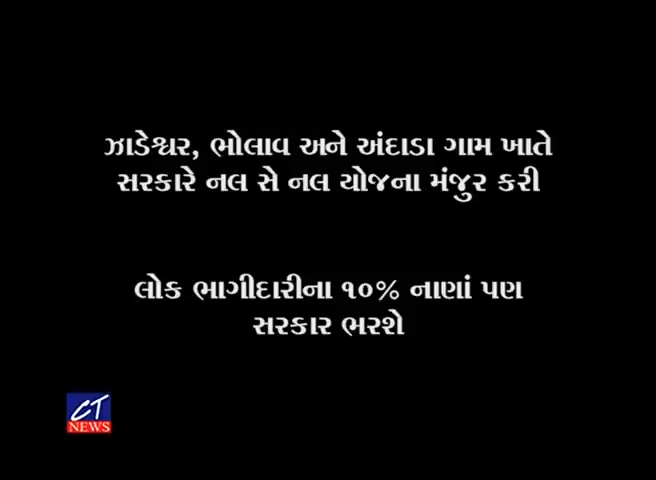 ઝાડેશ્વર, ભોલાવ અને અંદાડા ગામ ખાતે
સરકારે નલ સે નલ યોજના મંજુર કરી
લોક ભાગીદારીના ૧૦% નાણાં પણ
સરકાર ભરશે
CT
NEWS